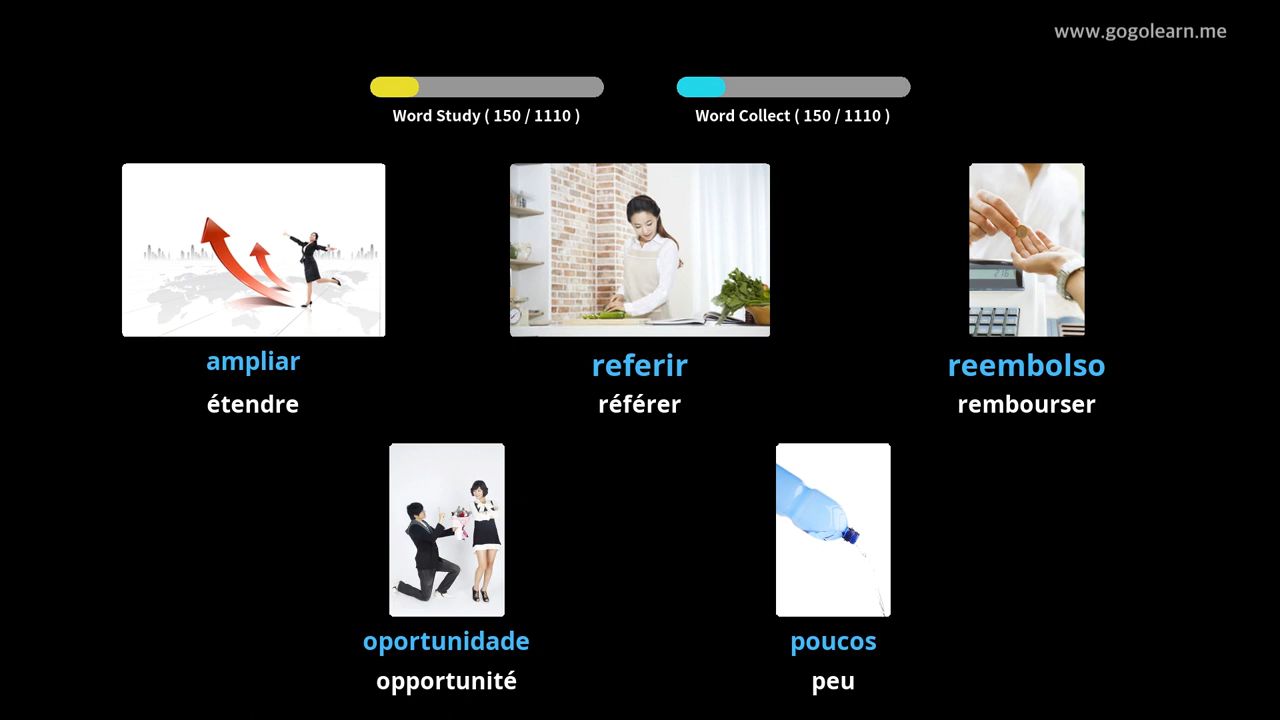 www.gogolearn.me
Word Study ( 150 / 1110 )
Word Collect ( 150 / 1110 )
ampliar
étendre
referir
référer
reembolso
rembourser
oportunidade
opportunité
poucos
peu